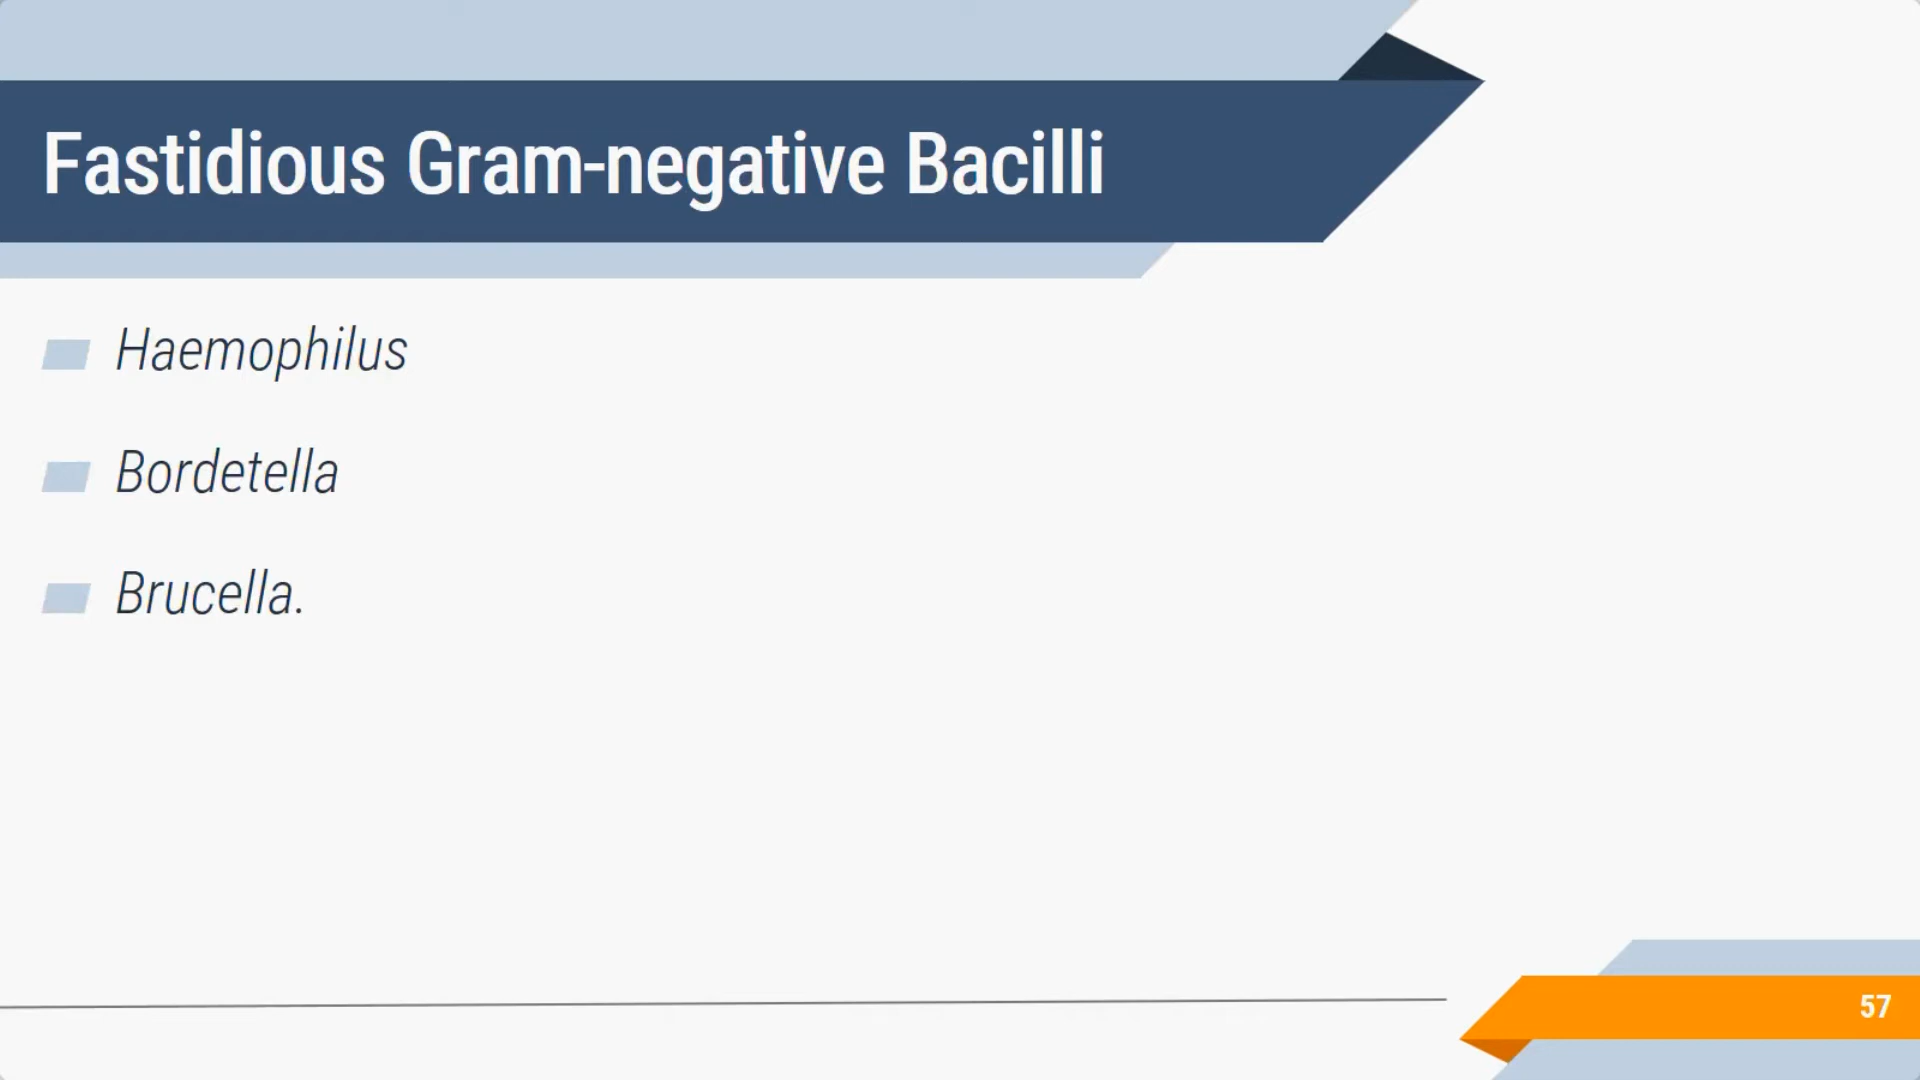 Fastidious Gram-negative Bacilli
Haemophilus
Bordetella
Brucella.
57